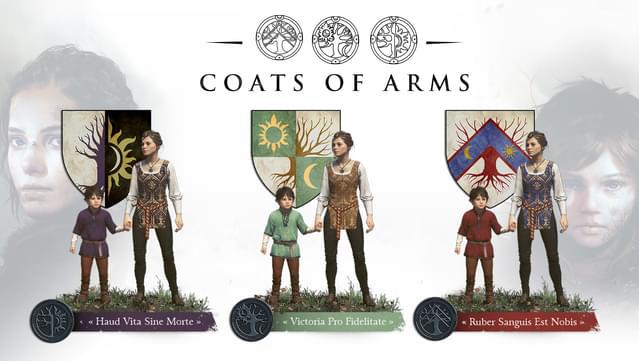 COATS OF ARMS
« Haud Vita Sine Morte »
« Victoria Pro Fidelitate »
« Ruber Sanguis Est Nobis »